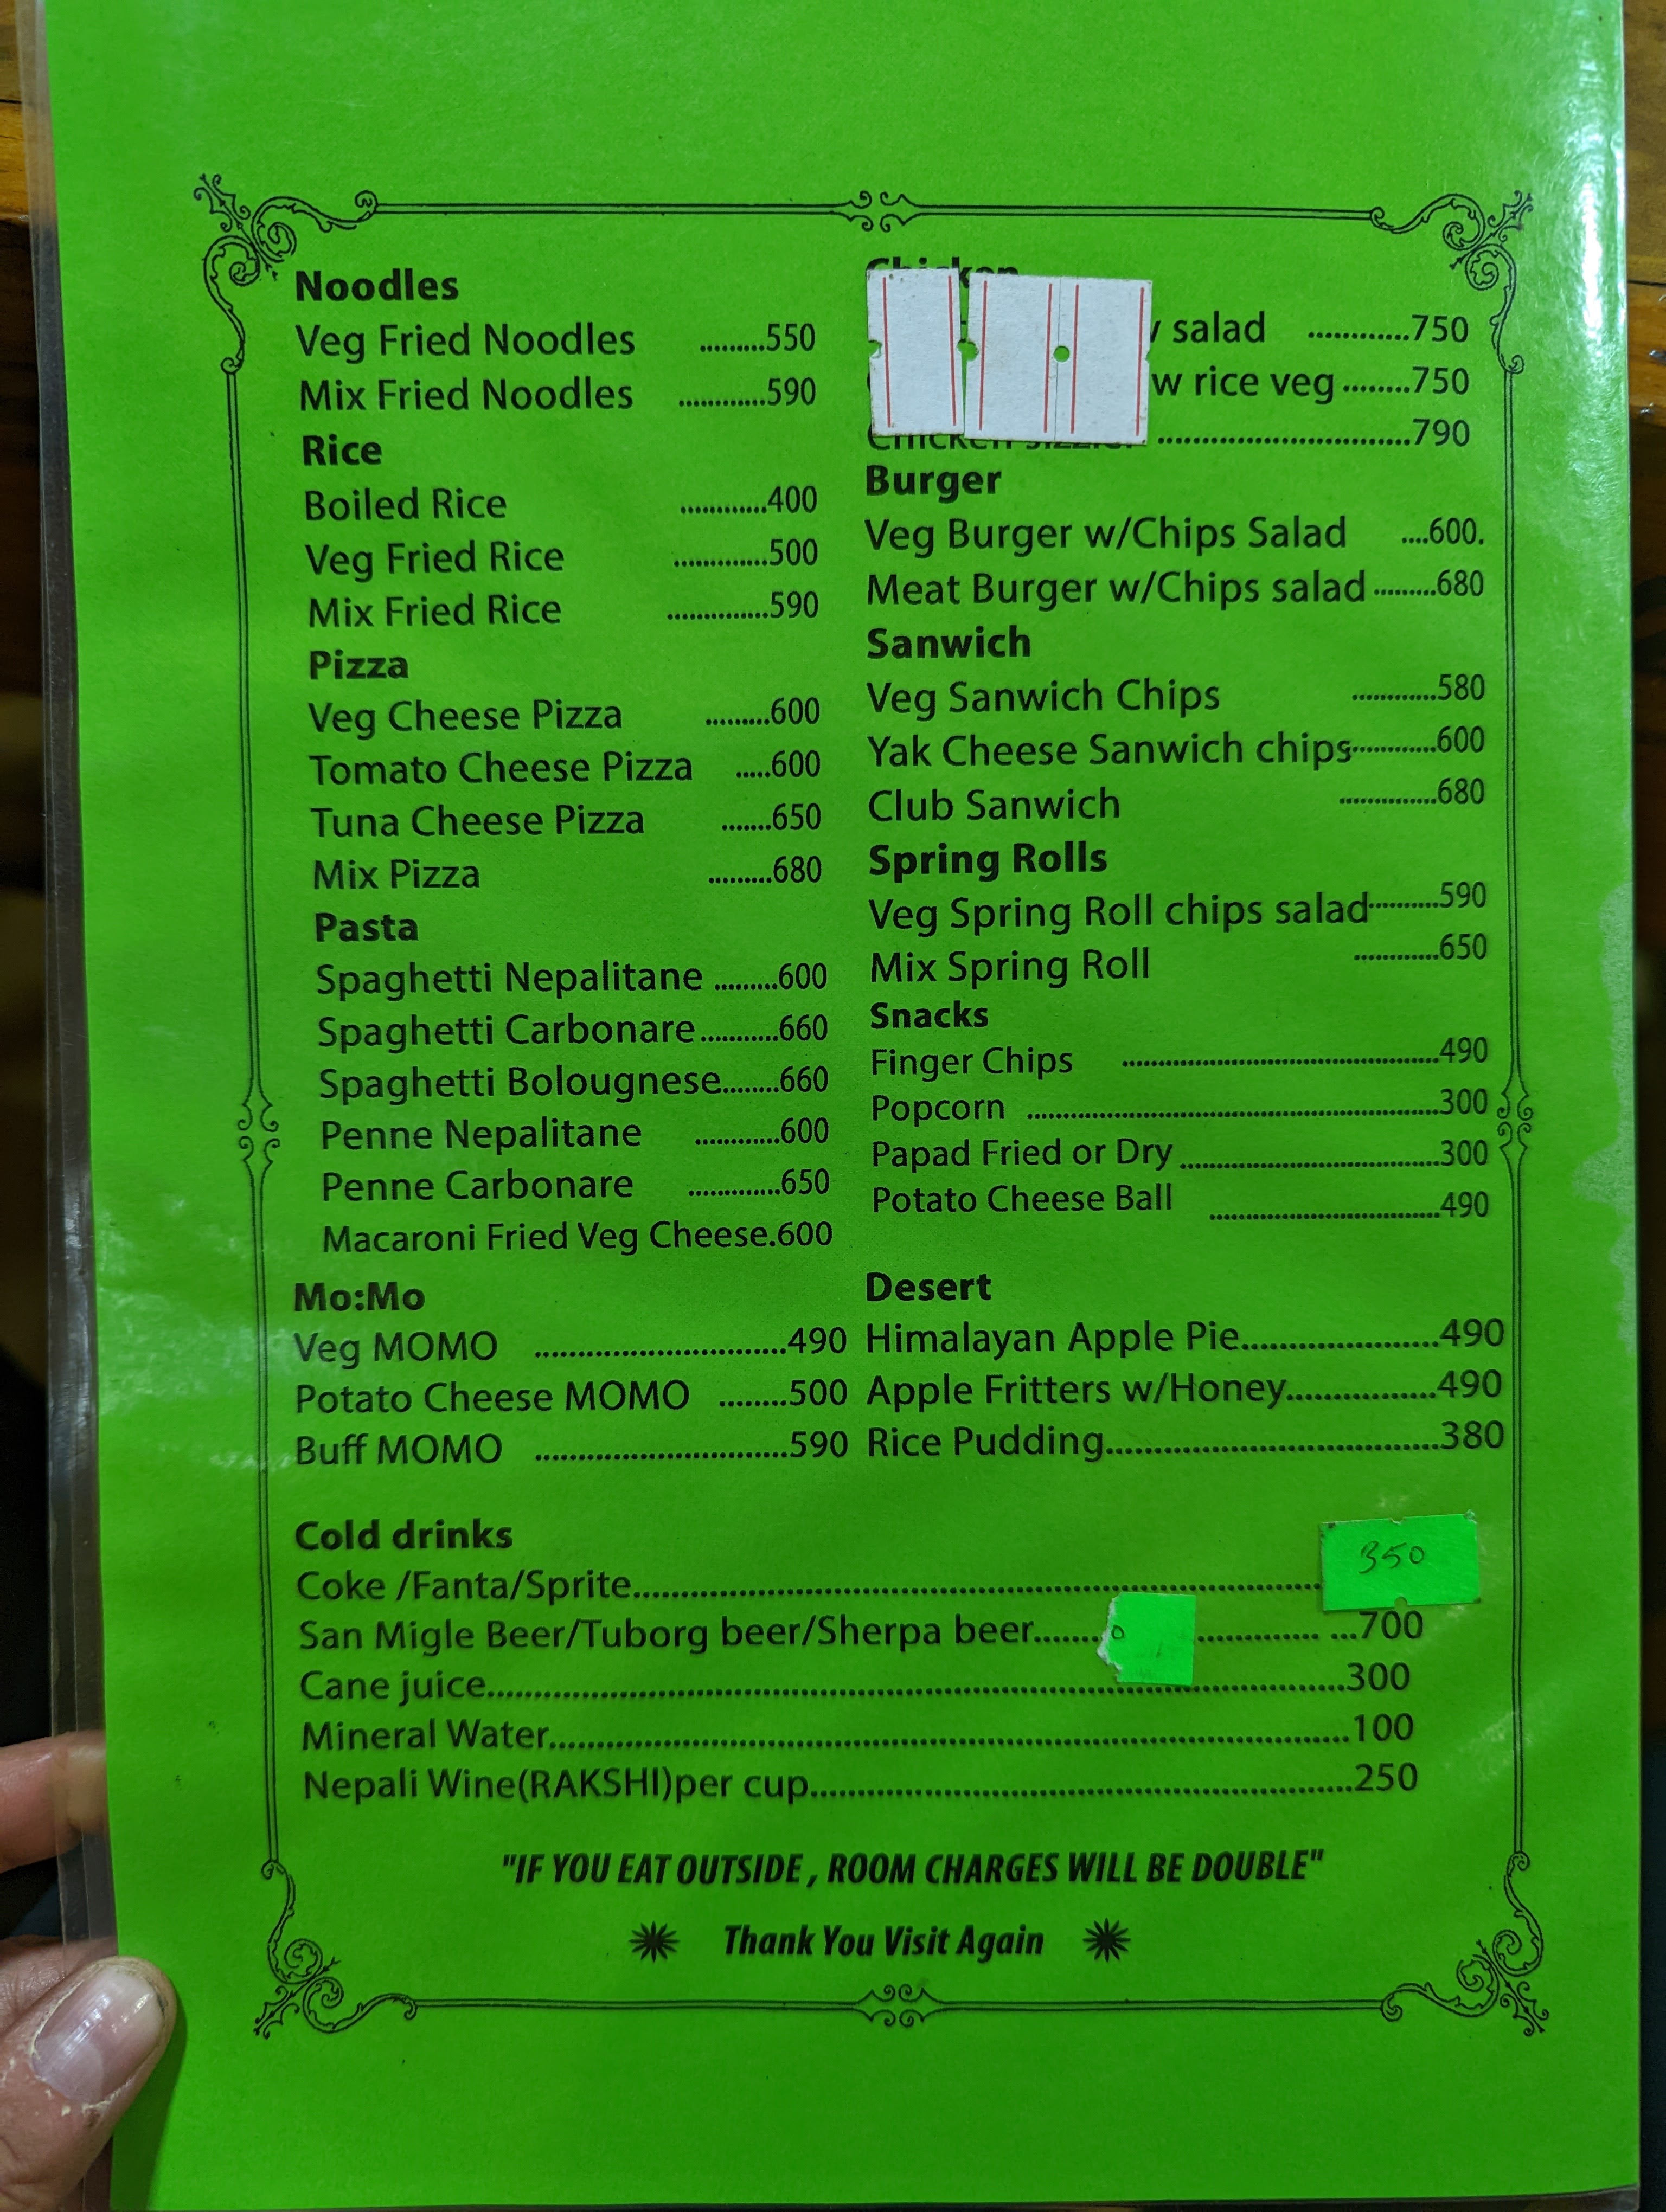 Noodles
Veg Fried Noodles .........550
Mix Fried Noodles ............590
Rice
Boiled Rice ............400
Veg Fried Rice .............500
Mix Fried Rice ..............590
Pizza
Veg Cheese Pizza .........600
Tomato Cheese Pizza .....600
Tuna Cheese Pizza .......650
Mix Pizza .........680
Pasta
Spaghetti Nepalitane .........600
Spaghetti Carbonare...........660
Spaghetti Bolougnese........660
Penne Nepalitane ............600
Penne Carbonare .............650
Macaroni Fried Veg Cheese.600
Mo:Mo
Veg MOMO .............................490
Potato Cheese MOMO ........500
Buff MOMO .............................590
Chicken
salad ............750
w rice veg........750
Chicken sizzler ..............................790
Burger
Veg Burger w/Chips Salad ....600.
Meat Burger w/Chips salad.........680
Sanwich
Veg Sanwich Chips ............580
Yak Cheese Sanwich chips............600
Club Sanwich ..............680
Spring Rolls
Veg Spring Roll chips salad..........590
Mix Spring Roll ............650
Snacks
Finger Chips .............................................490
Popcorn ...........................................................300
Papad Fried or Dry.....................................300
Potato Cheese Ball .................................490
Desert
Himalayan Apple Pie.......................490
Apple Fritters w/Honey.................490
Rice Pudding.......................................380
Cold drinks
Coke /Fanta/Sprite................................................................................ 350
San Migle Beer/Tuborg beer/Sherpa beer........ .............. ...700
Cane juice....................................................................................................300
Mineral Water.............................................................................................100
Nepali Wine(RAKSHI)per cup...............................................................250
"IF YOU EAT OUTSIDE , ROOM CHARGES WILL BE DOUBLE"
Thank You Visit Again